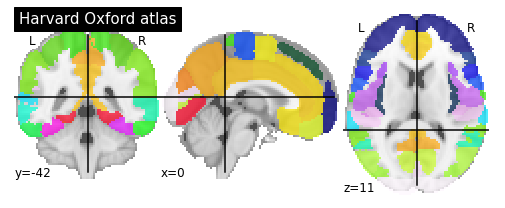 Harvard Oxford atlas
L R
L R
y=-42
x=0
z=11